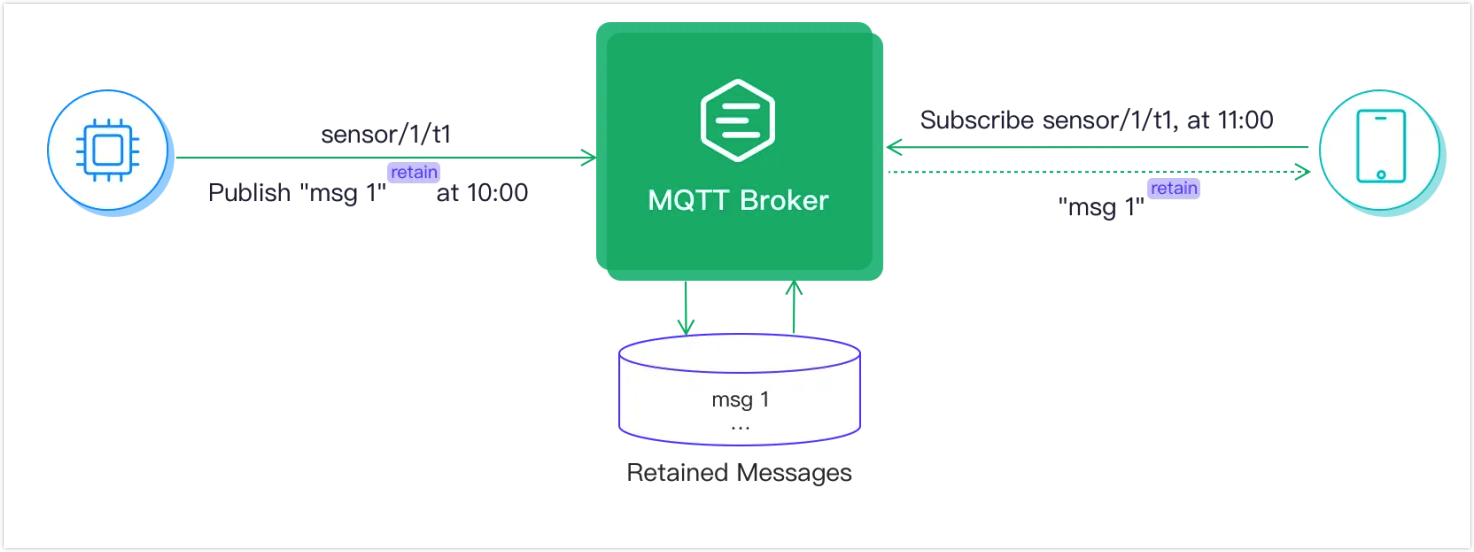 sensor/1/t1
Publish "msg 1" retain at 10:00
MQTT Broker
Subscribe sensor/1/t1, at 11:00
"msg 1" retain
msg 1
...
Retained Messages